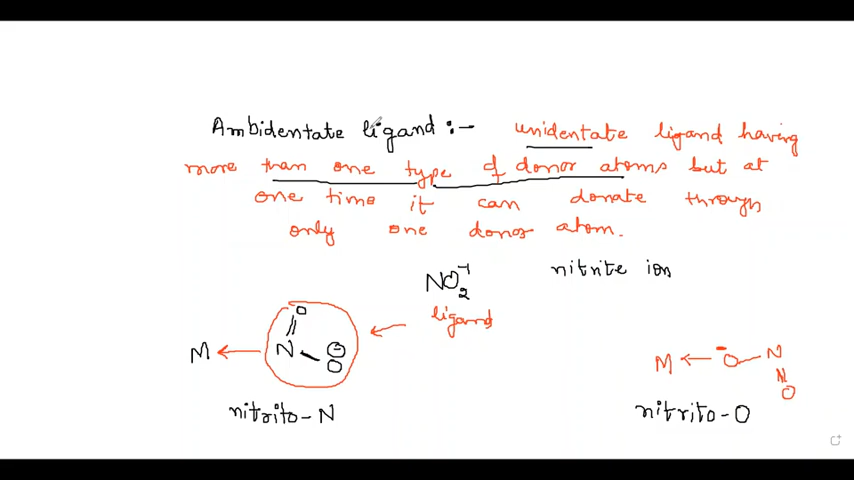 Ambidentate ligand :- unidentate ligand having
more than one type of donor atoms but at
one time it can donate through
only one donor atom.
NO2-1 nitrite ion
ligand
O
M ← N O-
M ← -O N O
nitrito-N nitrito-O